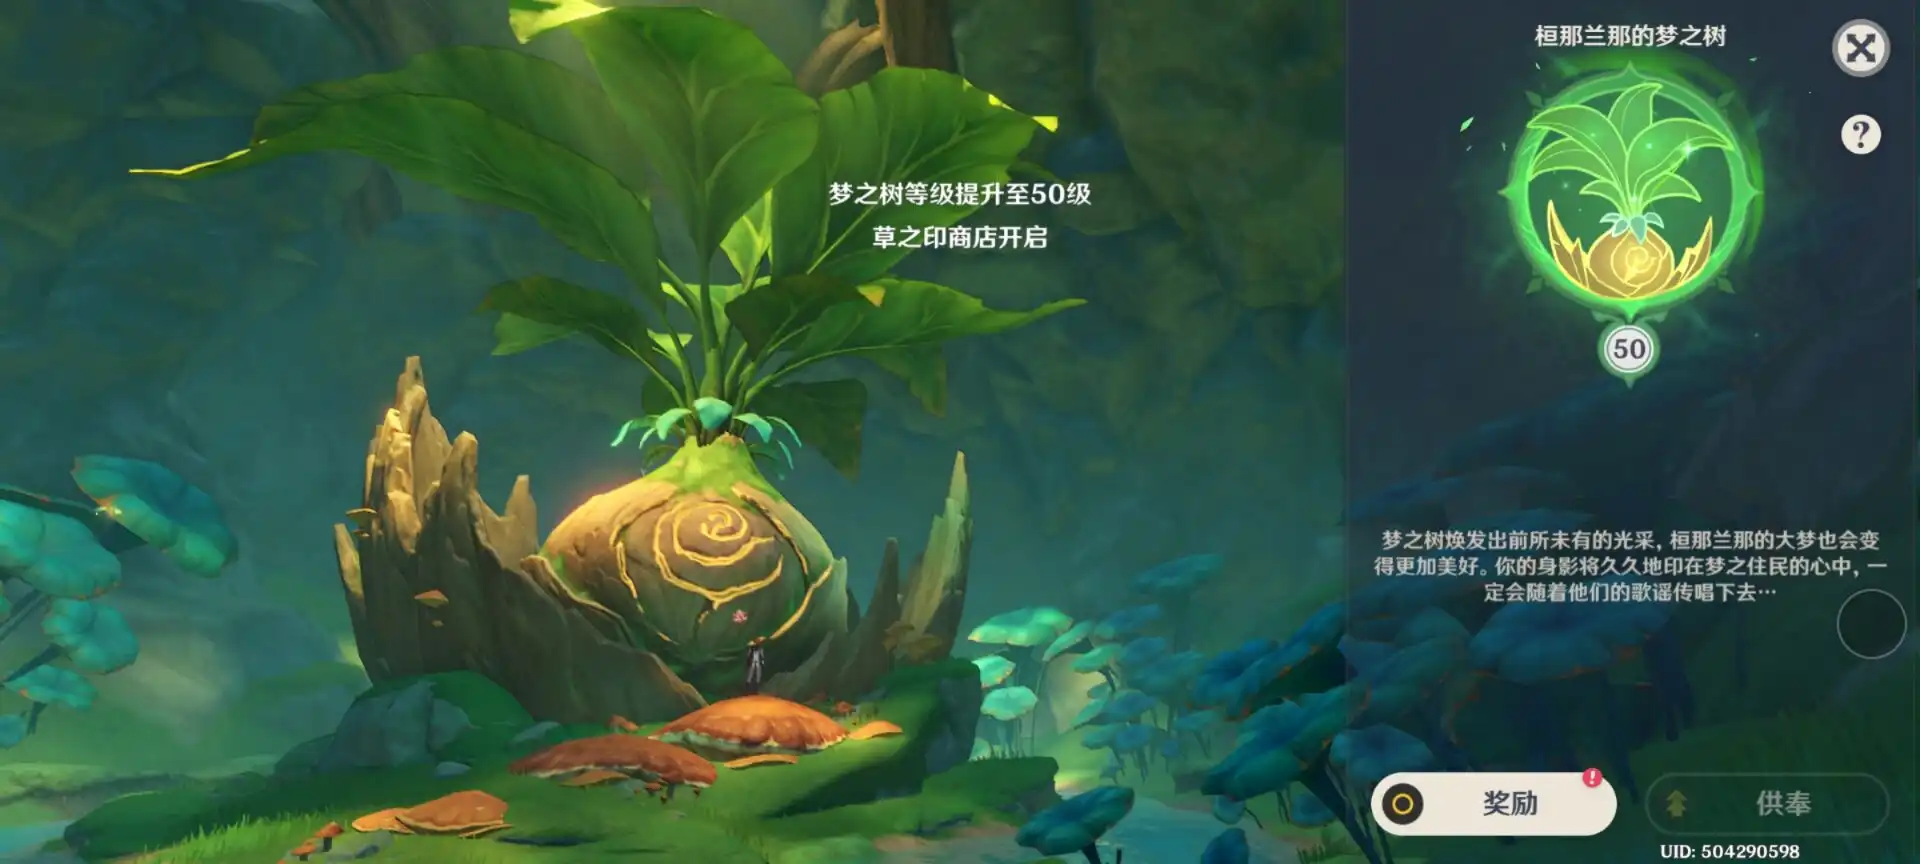 桓那兰那的梦之树
?
梦之树等级提升至50级
草之印商店开启
50
梦之树焕发出前所未有的光采, 桓那兰那的大梦也会变
得更加美好。你的身影将久久地印在梦之住民的心中, 一
定会随着他们的歌谣传唱下去…
!
奖励
供奉
UID: 504290598